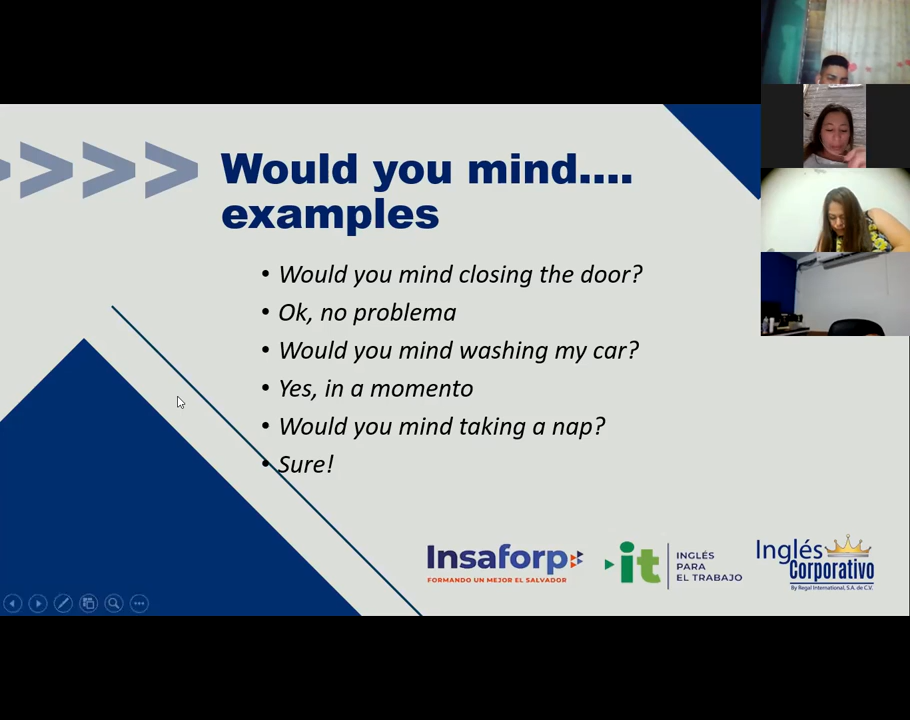 Would you mind....
examples
• Would you mind closing the door?
• Ok, no problema
• Would you mind washing my car?
• Yes, in a momento
• Would you mind taking a nap?
• Sure!
Insaforp
FORMANDO UN MEJOR EL SALVADOR
it
INGLÉS
PARA
EL TRABAJO
Inglés
Corporativo
By Regal International, S.A. de C.V.